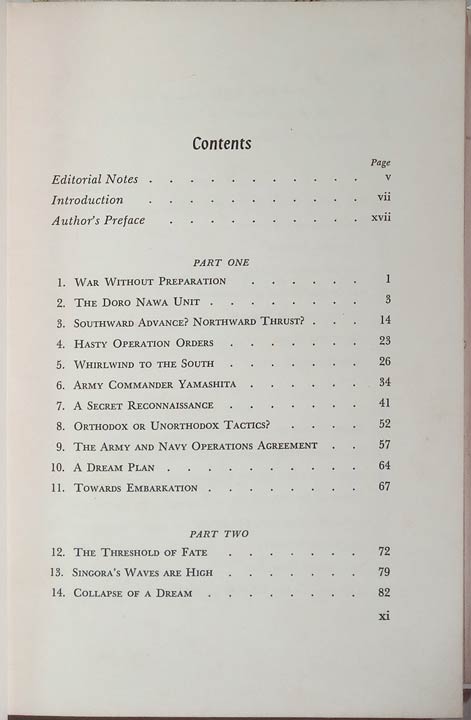 Contents
Page
Editorial Notes . . . . . . . . . . . v
Introduction . . . . . . . . . . . vii
Author's Preface . . . . . . . . . . xvii
PART ONE
1. WAR WITHOUT PREPARATION . . . . . . 1
2. THE DORO NAWA UNIT . . . . . . . . 3
3. SOUTHWARD ADVANCE? NORTHWARD THRUST? . . . 14
4. HASTY OPERATION ORDERS . . . . . . . 23
5. WHIRLWIND TO THE SOUTH . . . . . . . 26
6. ARMY COMMANDER YAMASHITA . . . . . . 34
7. A SECRET RECONNAISSANCE . . . . . . . 41
8. ORTHODOX OR UNORTHODOX TACTICS? . . . . 52
9. THE ARMY AND NAVY OPERATIONS AGREEMENT . . 57
10. A DREAM PLAN . . . . . . . . . . 64
11. TOWARDS EMBARKATION . . . . . . . . 67
PART TWO
12. THE THRESHOLD OF FATE . . . . . . . 72
13. SINGORA'S WAVES ARE HIGH . . . . . . . 79
14. COLLAPSE OF A DREAM . . . . . . . . 82
xi